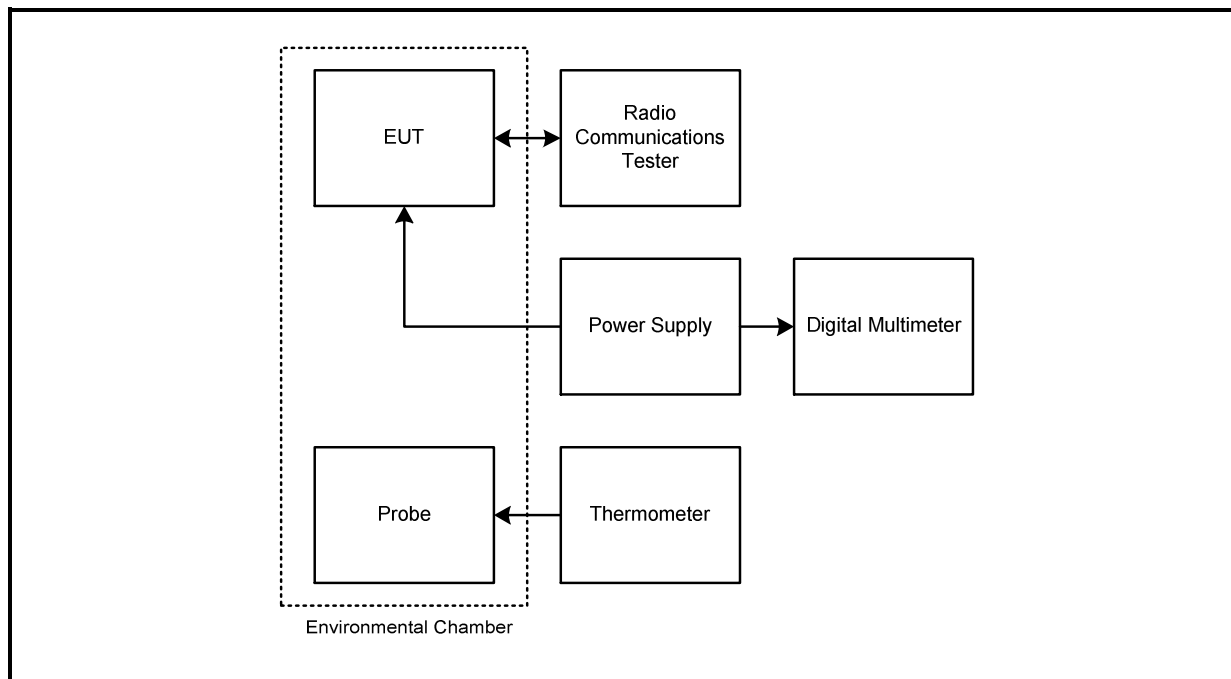 EUT
Radio
Communications
Tester
Power Supply
Digital Multimeter
Probe
Thermometer
Environmental Chamber